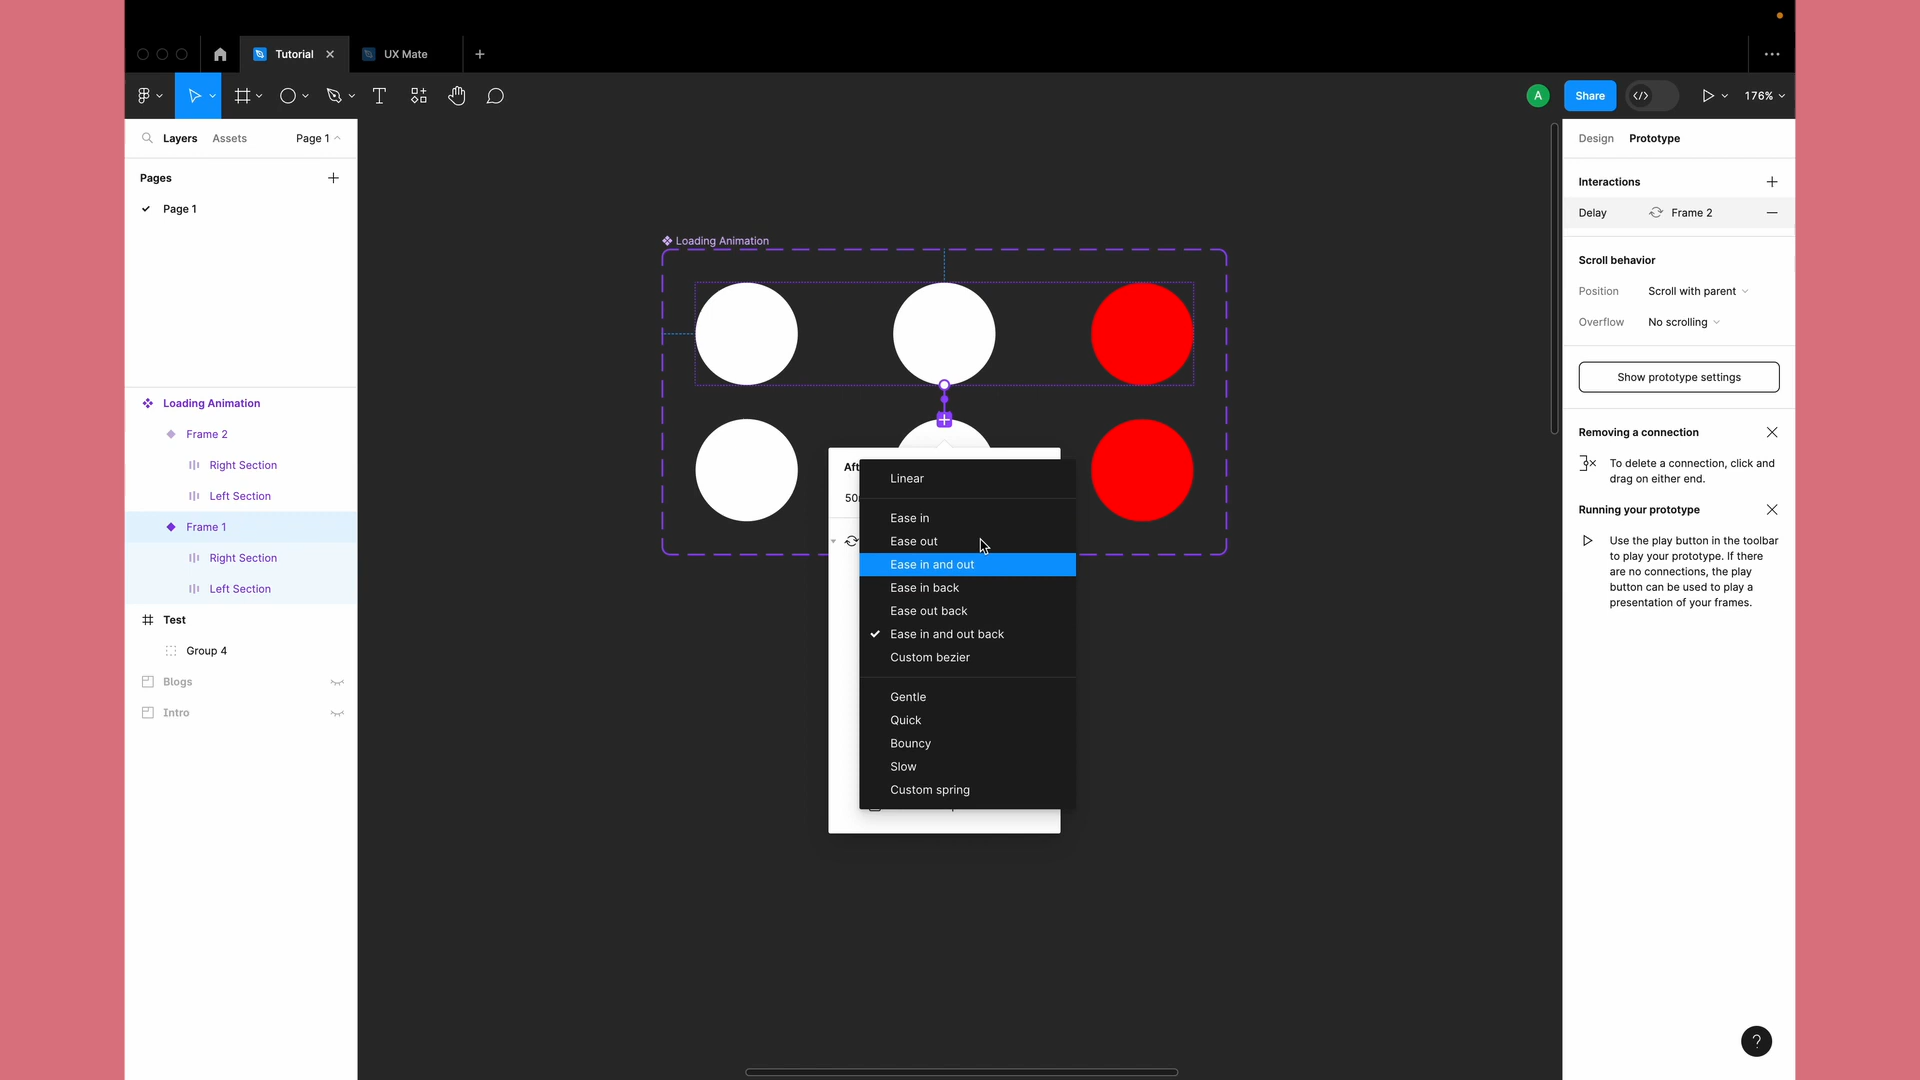 Tutorial
UX Mate
A
Share
176%
Layers
Assets
Page 1
Pages
Page 1
Loading Animation
Frame 2
Right Section
Left Section
Frame 1
Right Section
Left Section
Test
Group 4
Blogs
Intro
Loading Animation
Linear
Ease in
Ease out
Ease in and out
Ease in back
Ease out back
Ease in and out back
Custom bezier
Gentle
Quick
Bouncy
Slow
Custom spring
Design
Prototype
Interactions
Delay
Frame 2
Scroll behavior
Position
Scroll with parent
Overflow
No scrolling
Show prototype settings
Removing a connection
To delete a connection, click and
drag on either end.
Running your prototype
Use the play button in the toolbar
to play your prototype. If there
are no connections, the play
button can be used to play a
presentation of your frames.
?